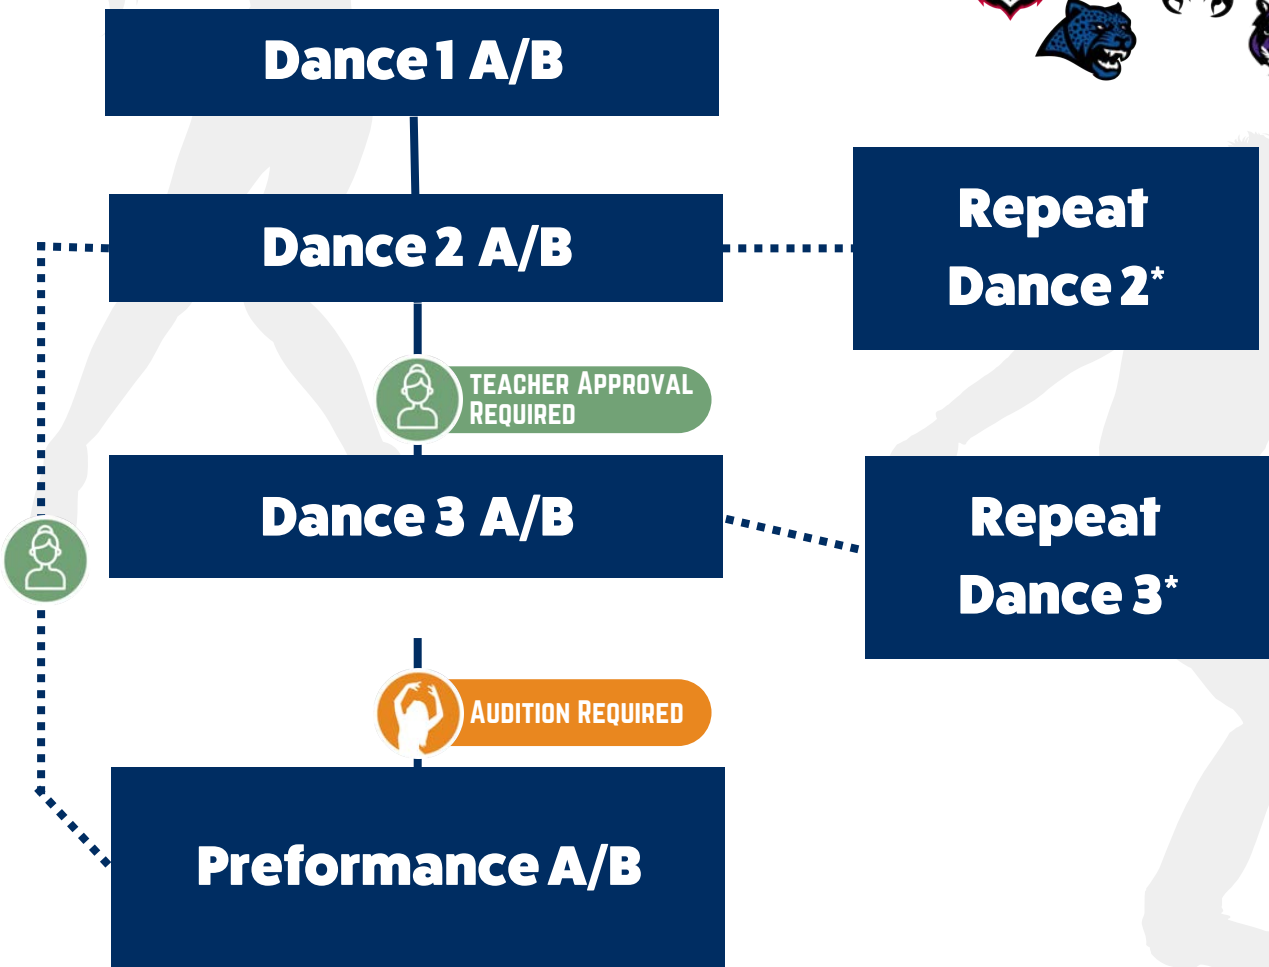 Dance 1 A/B
Dance 2 A/B
Repeat
Dance 2*
TEACHER APPROVAL
REQUIRED
Dance 3 A/B
Repeat
Dance 3*
AUDITION REQUIRED
Preformance A/B